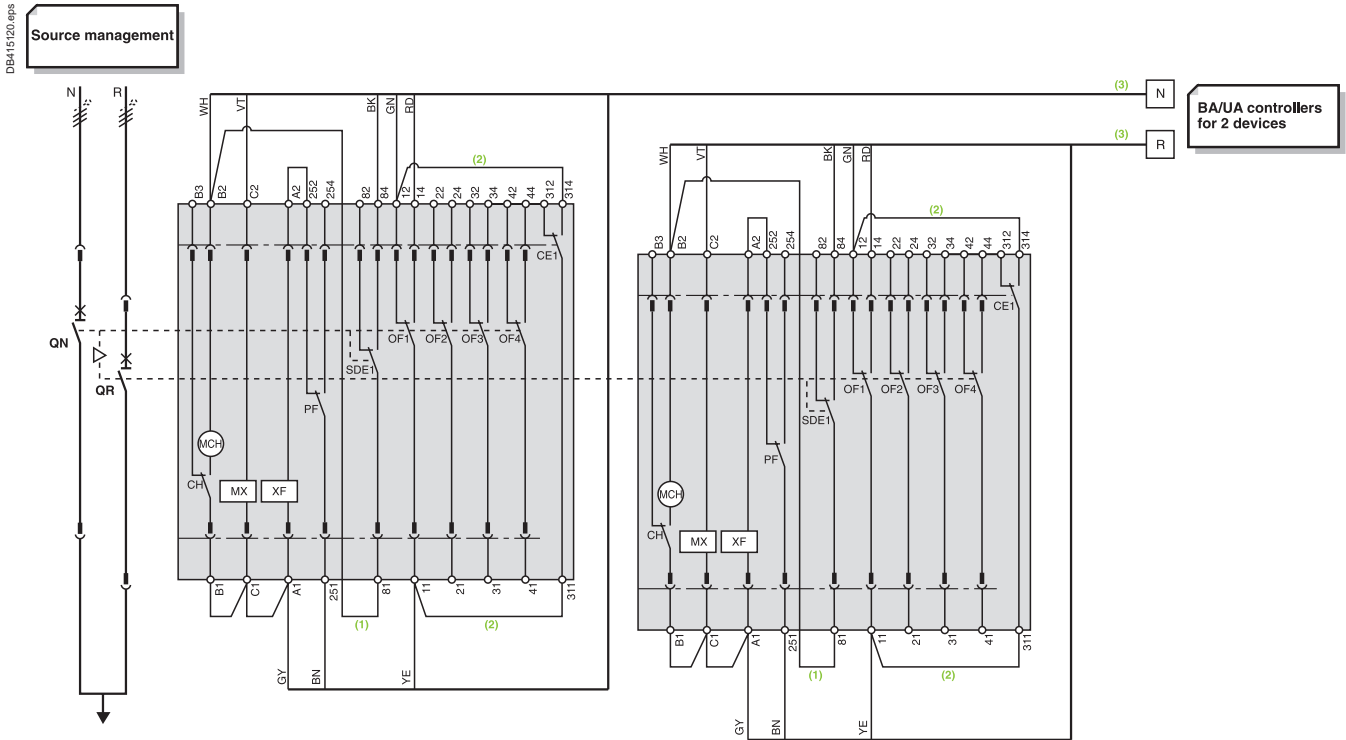 DB415120.eps
Source management
N
R
WH
VT
BK
GN
RD
(3)
N
BA/UA controllers
for 2 devices
(3)
R
(2)
B3
B2
C2
A2
252
254
82
84
12
14
22
24
32
34
42
44
312
314
CE1
QN
QR
OF1
OF2
OF3
OF4
SDE1
PF
MCH
CH
MX
XF
B1
C1
A1
251
81
11
21
31
41
311
(1)
(2)
GY
BN
YE
WH
VT
BK
GN
RD
(2)
B3
B2
C2
A2
252
254
82
84
12
14
22
24
32
34
42
44
312
314
CE1
OF1
OF2
OF3
OF4
SDE1
PF
MCH
CH
MX
XF
B1
C1
A1
251
81
11
21
31
41
311
(1)
(2)
GY
BN
YE